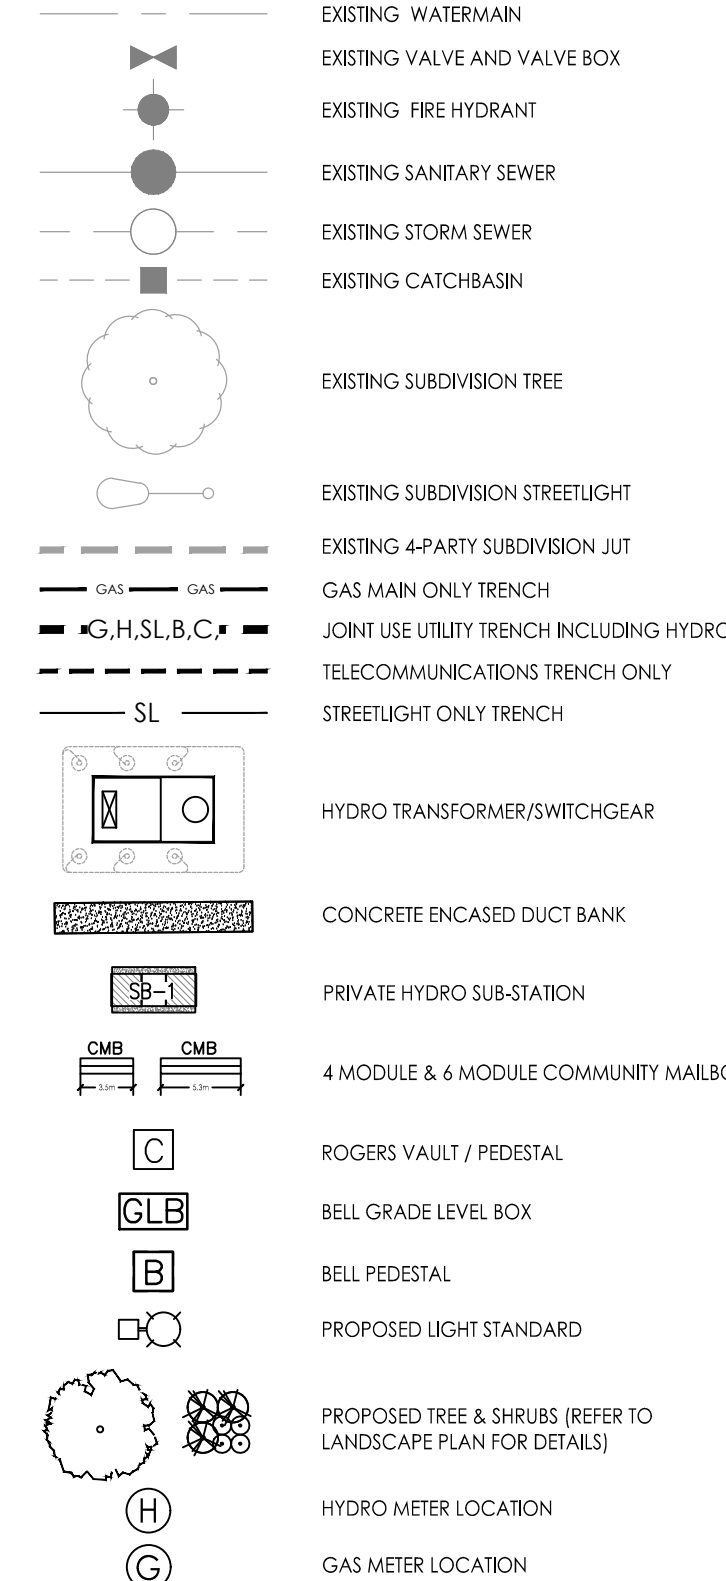 EXISTING WATERMAIN
EXISTING VALVE AND VALVE BOX
EXISTING FIRE HYDRANT
EXISTING SANITARY SEWER
EXISTING STORM SEWER
EXISTING CATCHBASIN
EXISTING SUBDIVISION TREE
EXISTING SUBDIVISION STREETLIGHT
EXISTING 4-PARTY SUBDIVISION JUT
GAS GAS GAS MAIN ONLY TRENCH
G,H,SL,B,C, JOINT USE UTILITY TRENCH INCLUDING HYDRO
TELECOMMUNICATIONS TRENCH ONLY
SL STREETLIGHT ONLY TRENCH
HYDRO TRANSFORMER/SWITCHGEAR
CONCRETE ENCASED DUCT BANK
SB-1 PRIVATE HYDRO SUB-STATION
CMB CMB
3.5m 5.3m 4 MODULE & 6 MODULE COMMUNITY MAILBO
C ROGERS VAULT / PEDESTAL
GLB BELL GRADE LEVEL BOX
B BELL PEDESTAL
PROPOSED LIGHT STANDARD
PROPOSED TREE & SHRUBS (REFER TO
LANDSCAPE PLAN FOR DETAILS)
H HYDRO METER LOCATION
G GAS METER LOCATION